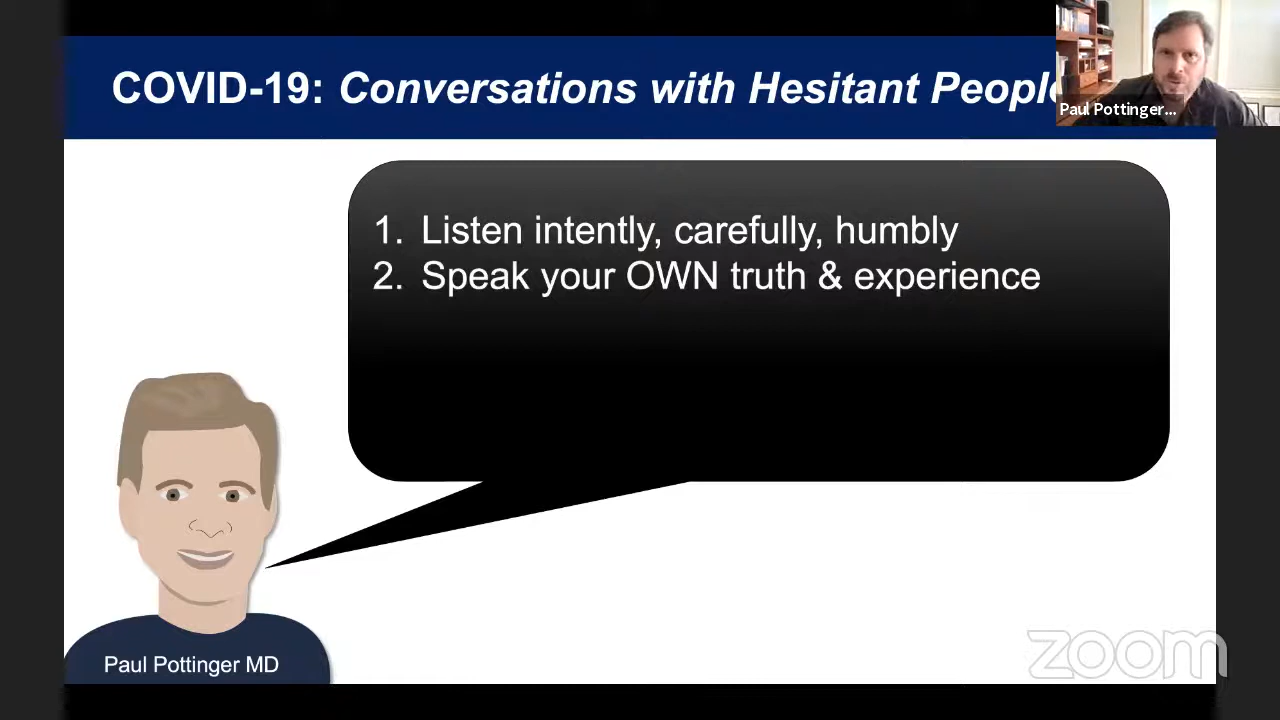 COVID-19: Conversations with Hesitant People
Paul Pottinger...
1. Listen intently, carefully, humbly
2. Speak your OWN truth & experience
Paul Pottinger MD
zoom